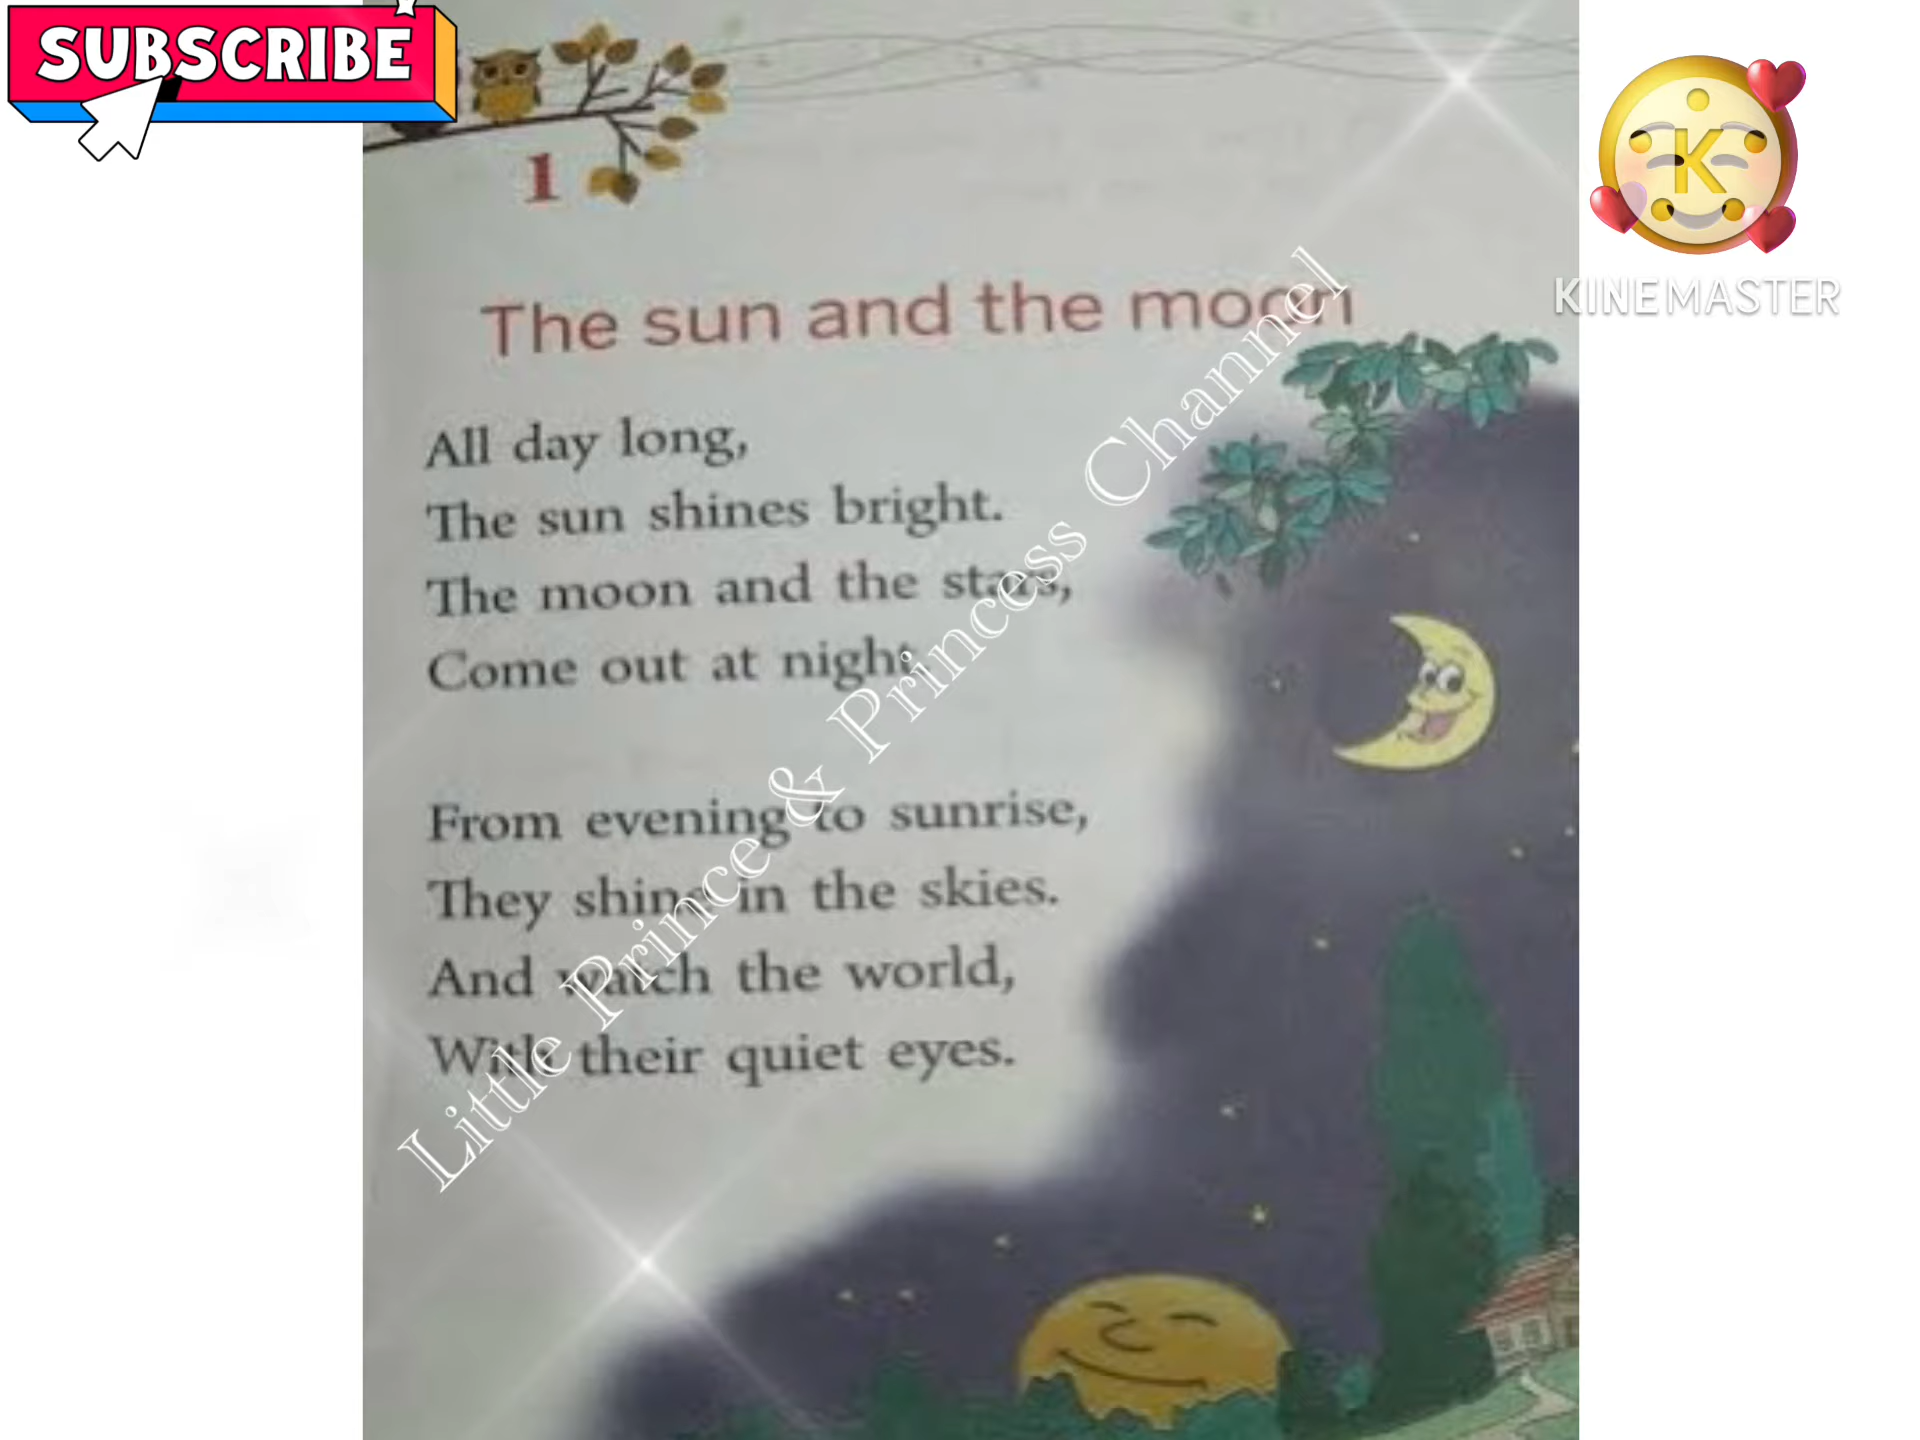 SUBSCRIBE
K
KINEMASTER
1
The sun and the moon
All day long,
The sun shines bright.
The moon and the stars,
Come out at night.
From evening to sunrise,
They shine in the skies.
And watch the world,
With their quiet eyes.
Little Prince & Princess Channel